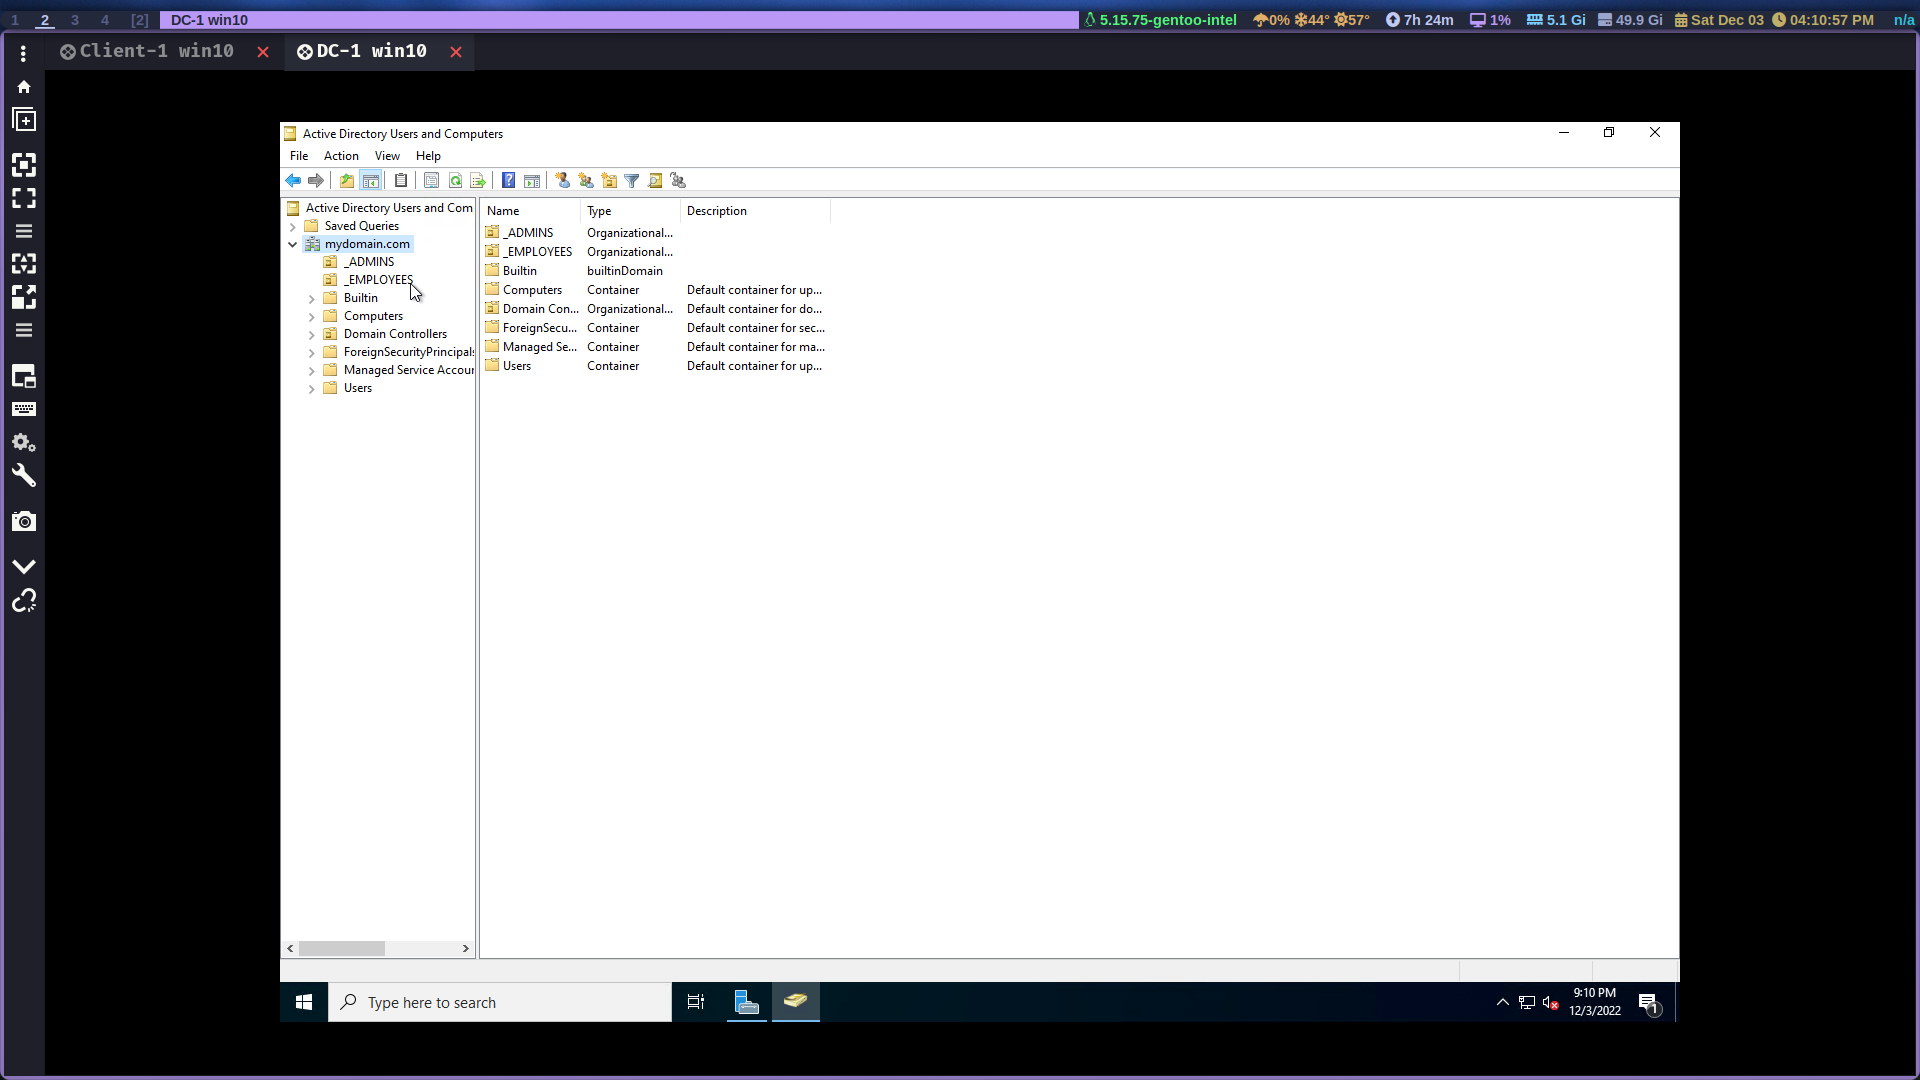 1 2 3 4 [2] DC-1 win10 5.15.75-gentoo-intel 0% 44° 57° 7h 24m 1% 5.1 Gi 49.9 Gi Sat Dec 03 04:10:57 PM n/a
Client-1 win10 DC-1 win10
Active Directory Users and Computers
File Action View Help
Active Directory Users and Com
Saved Queries
mydomain.com
_ADMINS
_EMPLOYEES
Builtin
Computers
Domain Controllers
ForeignSecurityPrincipals
Managed Service Accour
Users
Name Type Description
_ADMINS Organizational...
_EMPLOYEES Organizational...
Builtin builtinDomain
Computers Container Default container for up...
Domain Con... Organizational... Default container for do...
ForeignSecu... Container Default container for sec...
Managed Se... Container Default container for ma...
Users Container Default container for up...
Type here to search
9:10 PM
12/3/2022
1